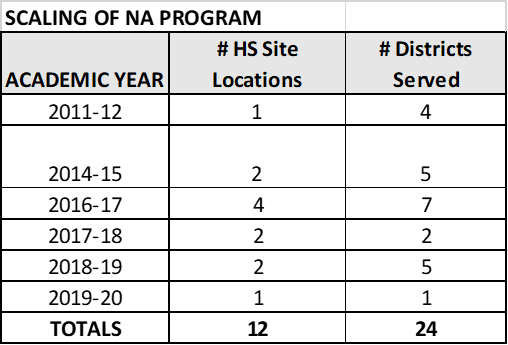 SCALING OF NA PROGRAM
# HS Site # Districts
ACADEMIC YEAR Locations Served
2011-12 1 4
2014-15 2 5
2016-17 4 7
2017-18 2 2
2018-19 2 5
2019-20 1 1
TOTALS 12 24